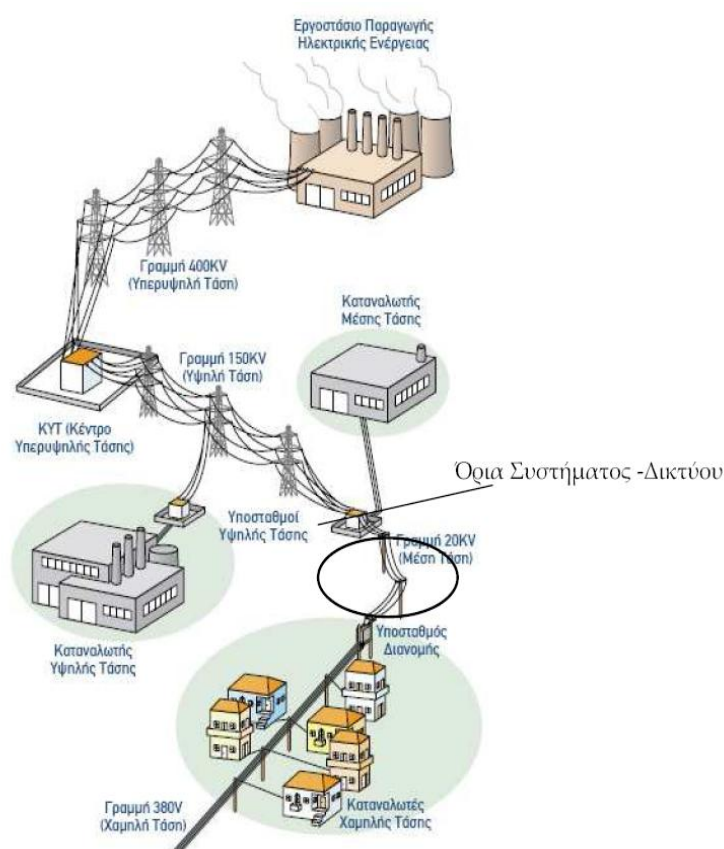 Εργοστάσιο Παραγωγής
Ηλεκτρικής Ενέργειας
Γραμμή 400KV
(Υπερυψηλή Τάση)
Καταναλωτής
Μέσης Τάσης
Γραμμή 150KV
(Υψηλή Τάση)
ΚΥΤ (Κέντρο
Υπερυψηλής Τάσης)
Όρια Συστήματος -Δικτύου
Υποσταθμοί
Υψηλής Τάσης
Γραμμή 20KV
(Μέση Τάση)
Υποσταθμός
Διανομής
Καταναλωτής
Υψηλής Τάσης
Γραμμή 380V
(Χαμηλή Τάση)
Καταναλωτές
Χαμηλής Τάσης